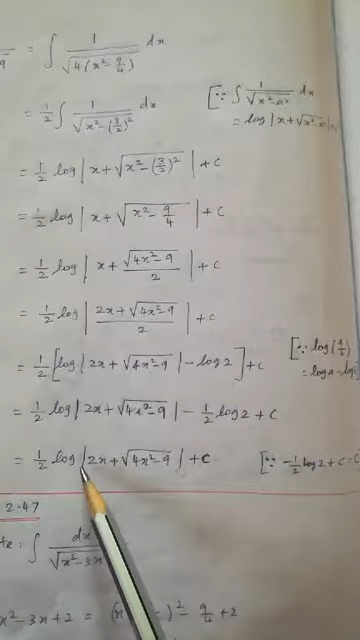 = ∫ 1/√(4(x² - 9/4)) dx
= 1/2 ∫ 1/√(x² - (3/2)²) dx
[∵ ∫ 1/√(x² - a²) dx
= log|x + √(x² - a²)|
= 1/2 log|x + √(x² - (3/2)²)| + c
= 1/2 log|x + √(x² - 9/4)| + c
= 1/2 log|x + √(4x² - 9)/2| + c
= 1/2 log|(2x + √(4x² - 9))/2| + c
= 1/2 [log|2x + √(4x² - 9)| - log 2] + c
[∵ log(
= log a - log
= 1/2 log|2x + √(4x² - 9)| - 1/2 log 2 + c
= 1/2 log|2x + √(4x² - 9)| + c
[∵ -1/2 log 2 + c =
2.47
: ∫ dx/√(x² - 3x
x² - 3x + 2 = (x - )² - 9/4 + 2